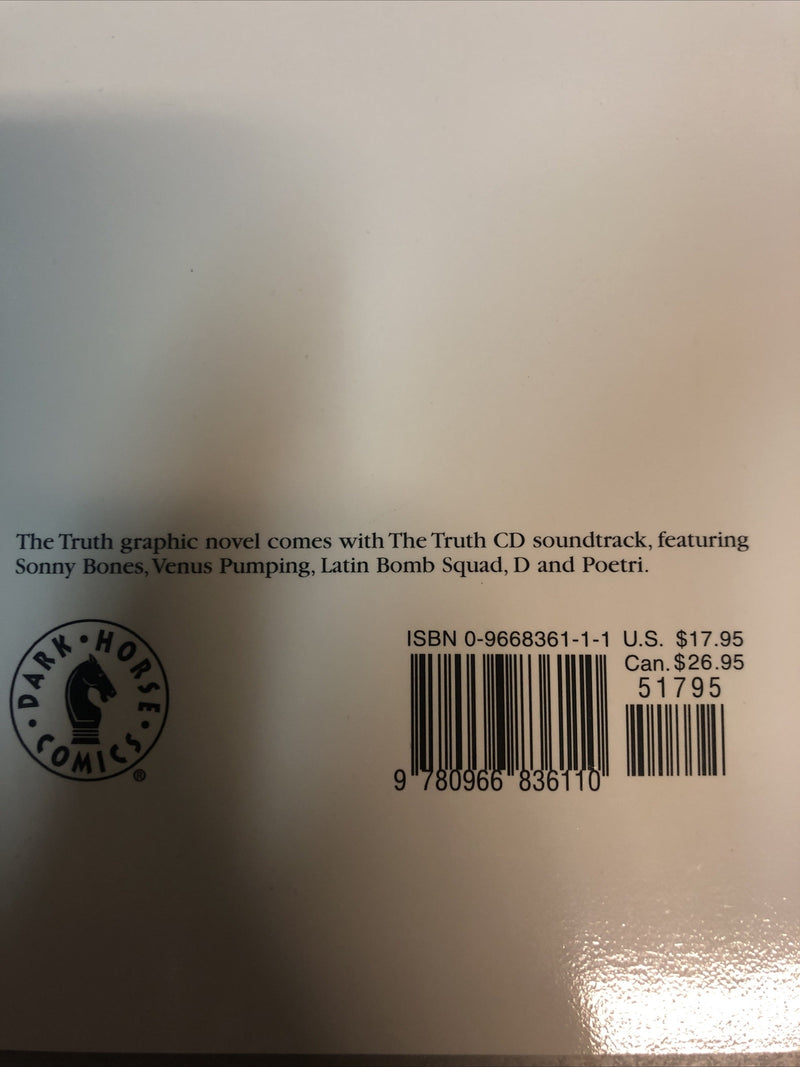 The Truth graphic novel comes with The Truth CD soundtrack, featuring
Sonny Bones, Venus Pumping, Latin Bomb Squad, D and Poetri.
DARK • HORSE • COMICS •
®
ISBN 0-9668361-1-1 U.S. $17.95
Can. $26.95
51795
9 780966 836110